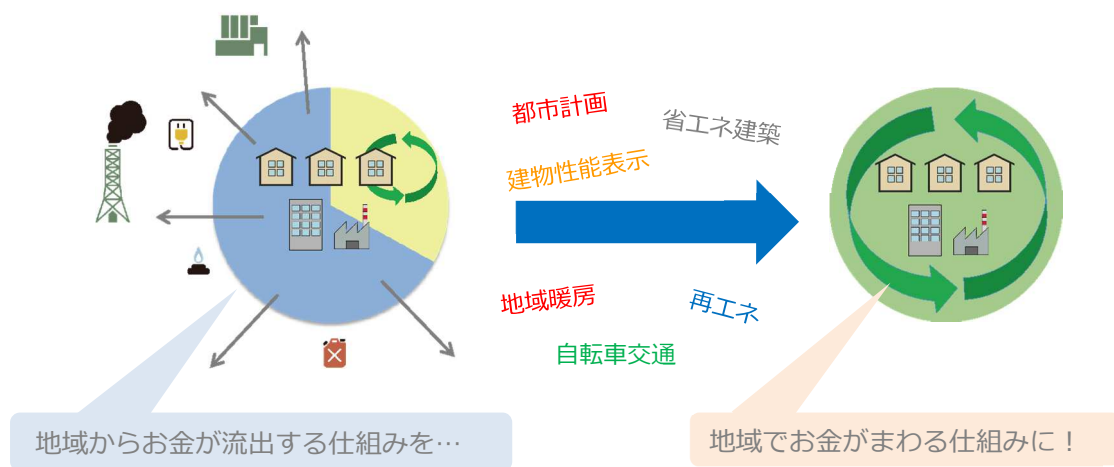 都市計画
省エネ建築
建物性能表示
地域暖房
再エネ
自転車交通
地域からお金が流出する仕組みを…
地域でお金がまわる仕組みに！